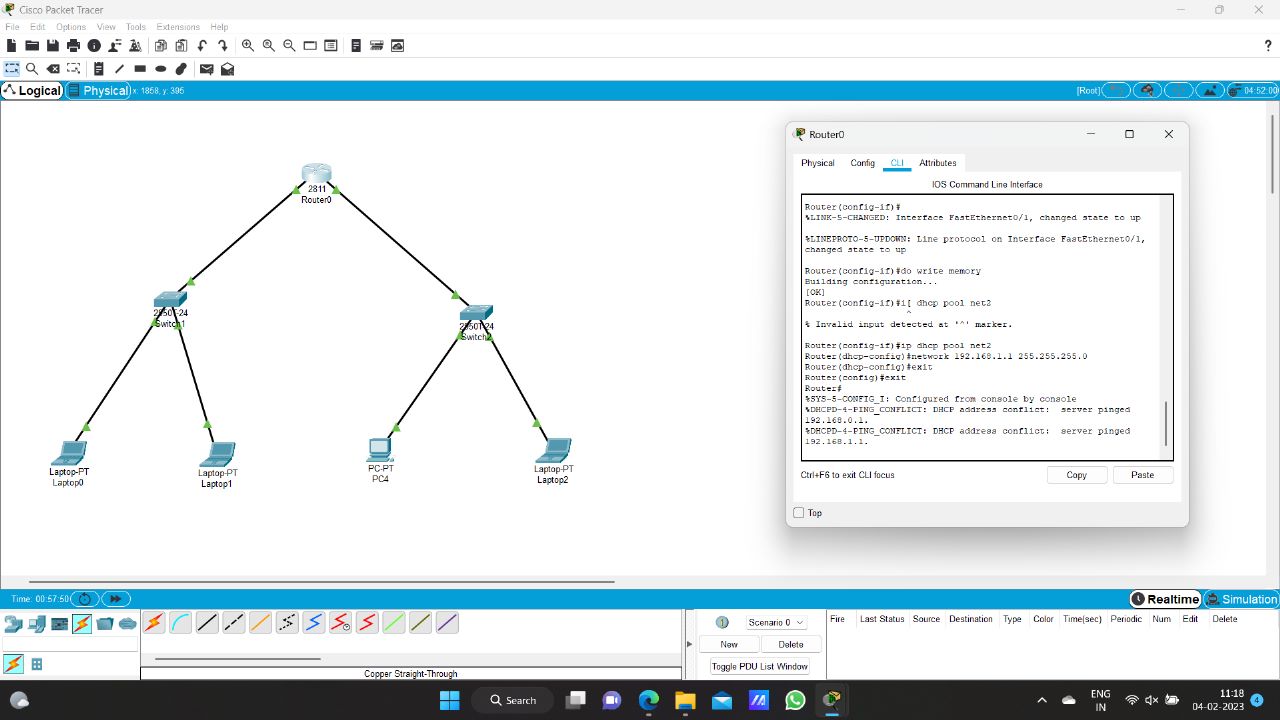 Cisco Packet Tracer
File Edit Options View Tools Extensions Help
?
Logical Physical x: 1858, y: 395 [Root] 04:52:00
2811
Router0
2950T-24
Switch1
2950T-24
Switch2
Laptop-PT
Laptop0
Laptop-PT
Laptop1
PC-PT
PC4
Laptop-PT
Laptop2
Router0
Physical Config CLI Attributes
IOS Command Line Interface
Router(config-if)#
%LINK-5-CHANGED: Interface FastEthernet0/1, changed state to up
%LINEPROTO-5-UPDOWN: Line protocol on Interface FastEthernet0/1,
changed state to up
Router(config-if)#do write memory
Building configuration...
[OK]
Router(config-if)#i[ dhcp pool net2
^
% Invalid input detected at '^' marker.
Router(config-if)#ip dhcp pool net2
Router(dhcp-config)#network 192.168.1.1 255.255.255.0
Router(dhcp-config)#exit
Router(config)#exit
Router#
%SYS-5-CONFIG_I: Configured from console by console
%DHCPD-4-PING_CONFLICT: DHCP address conflict:  server pinged
192.168.0.1.
%DHCPD-4-PING_CONFLICT: DHCP address conflict:  server pinged
192.168.1.1.
Ctrl+F6 to exit CLI focus Copy Paste
Top
Time: 00:57:50 Realtime Simulation
Scenario 0
New Delete
Toggle PDU List Window
Fire Last Status Source Destination Type Color Time(sec) Periodic Num Edit Delete
Copper Straight-Through
Search
ENG
IN
11:18
04-02-2023
4